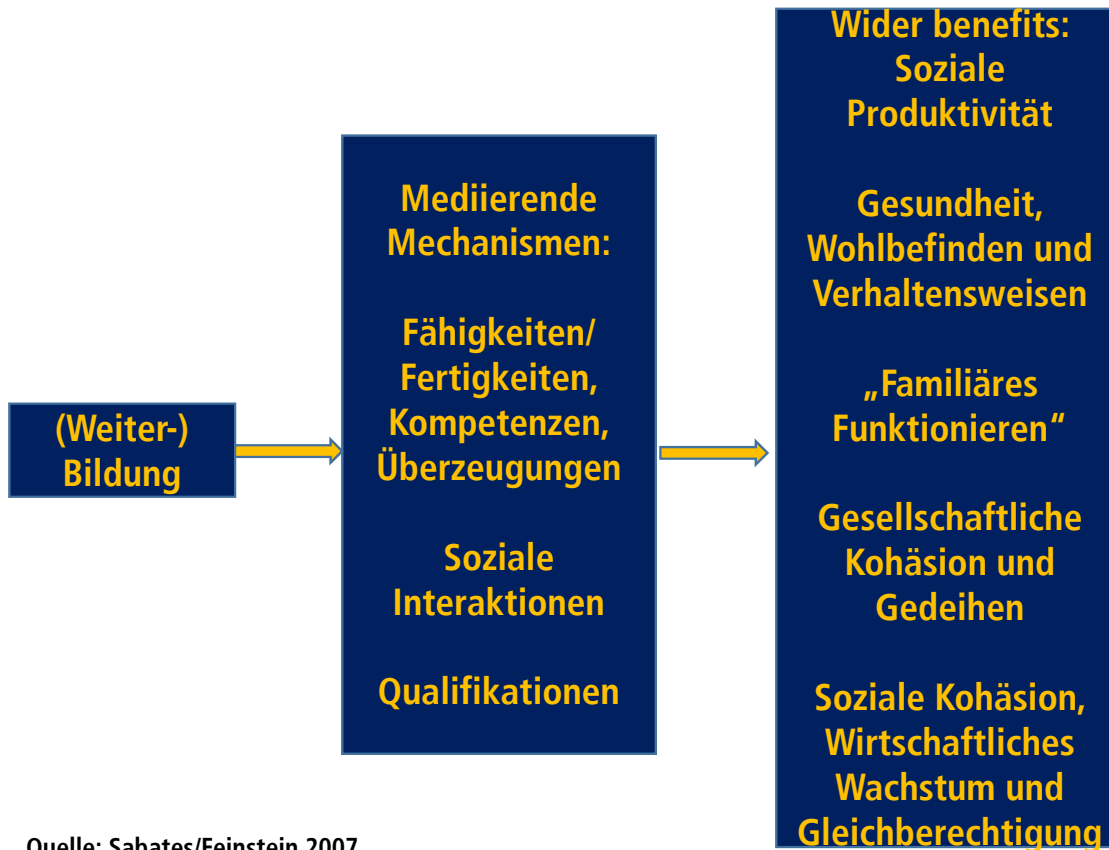 (Weiter-)
Bildung
Mediierende
Mechanismen:
Fähigkeiten/
Fertigkeiten,
Kompetenzen,
Überzeugungen
Soziale
Interaktionen
Qualifikationen
Wider benefits:
Soziale
Produktivität
Gesundheit,
Wohlbefinden und
Verhaltensweisen
„Familiäres
Funktionieren“
Gesellschaftliche
Kohäsion und
Gedeihen
Soziale Kohäsion,
Wirtschaftliches
Wachstum und
Gleichberechtigung
Quelle: Sabates/Feinstein 2007